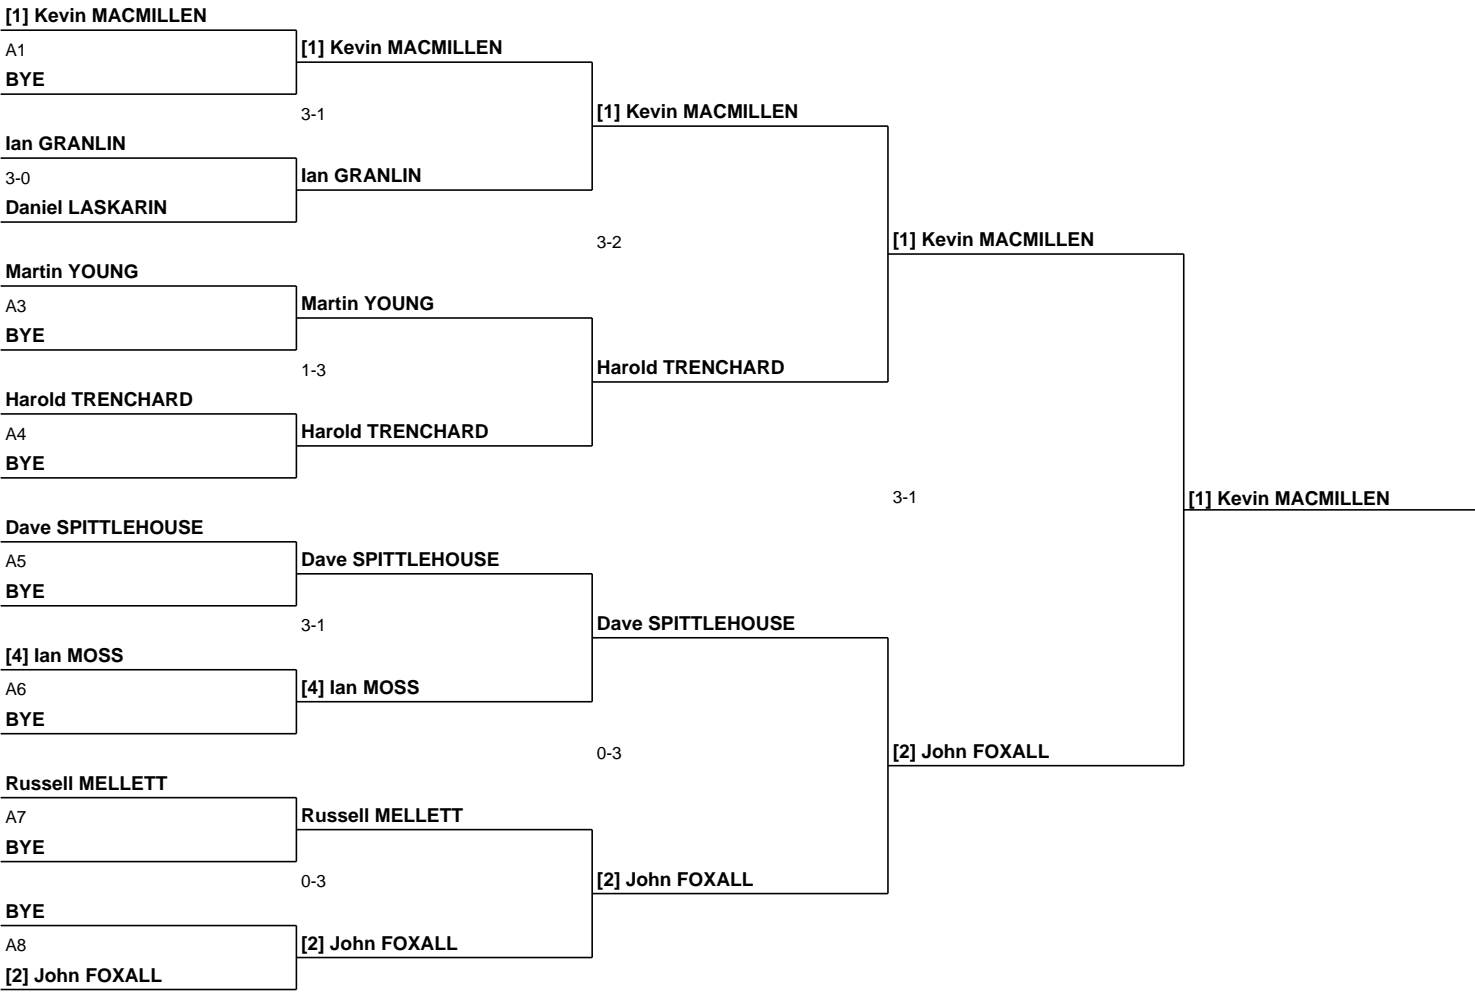 [1] Kevin MACMILLEN
A1
BYE
Ian GRANLIN
3-0
Daniel LASKARIN
Martin YOUNG
A3
BYE
Harold TRENCHARD
A4
BYE
Dave SPITTLEHOUSE
A5
BYE
[4] Ian MOSS
A6
BYE
Russell MELLETT
A7
BYE
BYE
A8
[2] John FOXALL
[1] Kevin MACMILLEN
3-1
Ian GRANLIN
Martin YOUNG
1-3
Harold TRENCHARD
Dave SPITTLEHOUSE
3-1
[4] Ian MOSS
Russell MELLETT
0-3
[2] John FOXALL
[1] Kevin MACMILLEN
3-2
Harold TRENCHARD
Dave SPITTLEHOUSE
0-3
[2] John FOXALL
[1] Kevin MACMILLEN
3-1
[2] John FOXALL
[1] Kevin MACMILLEN